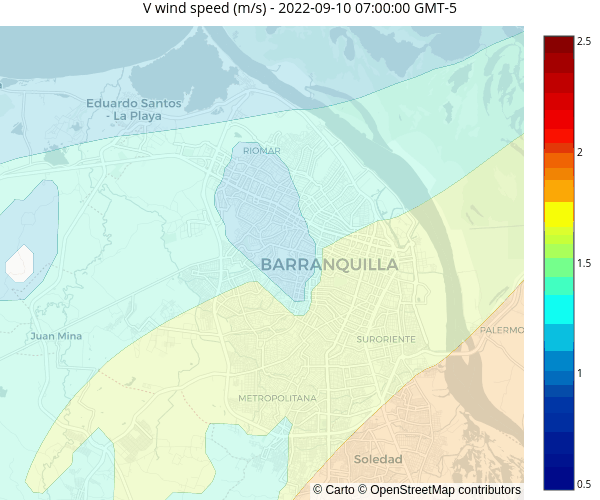 V wind speed (m/s) - 2022-09-10 07:00:00 GMT-5
2.5
Eduardo Santos
- La Playa
RIOMAR
2
BARRANQUILLA
1.5
PALERMO
Juan Mina
SURORIENTE
1
METROPOLITANA
Soledad
0.5
© Carto © OpenStreetMap contributors